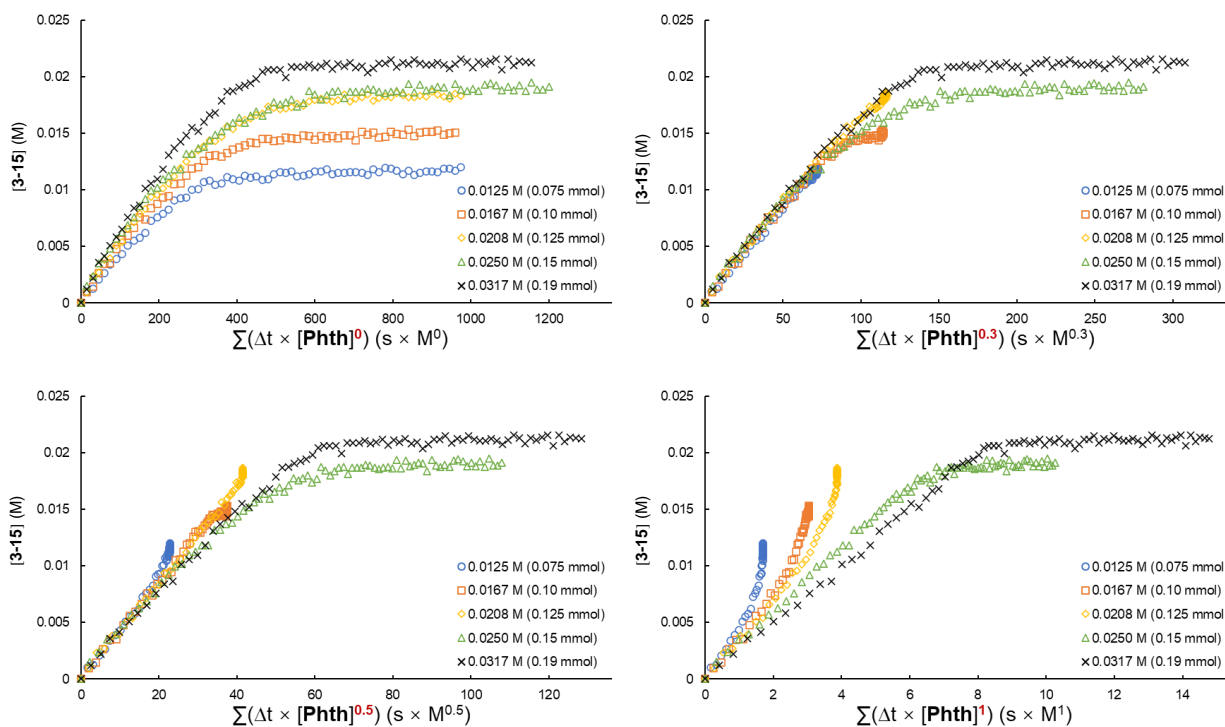 0.025
0.02
0.015
0.01
0.005
0
[3-15] (M)
0 200 400 600 800 1000 1200
∑(Δt × [Phth]⁰) (s × M⁰)
0.0125 M (0.075 mmol)
0.0167 M (0.10 mmol)
0.0208 M (0.125 mmol)
0.0250 M (0.15 mmol)
0.0317 M (0.19 mmol)
0.025
0.02
0.015
0.01
0.005
0
[3-15] (M)
0 50 100 150 200 250 300
∑(Δt × [Phth]⁰·³) (s × M⁰·³)
0.0125 M (0.075 mmol)
0.0167 M (0.10 mmol)
0.0208 M (0.125 mmol)
0.0250 M (0.15 mmol)
0.0317 M (0.19 mmol)
0.025
0.02
0.015
0.01
0.005
0
[3-15] (M)
0 20 40 60 80 100 120
∑(Δt × [Phth]⁰·⁵) (s × M⁰·⁵)
0.0125 M (0.075 mmol)
0.0167 M (0.10 mmol)
0.0208 M (0.125 mmol)
0.0250 M (0.15 mmol)
0.0317 M (0.19 mmol)
0.025
0.02
0.015
0.01
0.005
0
[3-15] (M)
0 2 4 6 8 10 12 14
∑(Δt × [Phth]¹) (s × M¹)
0.0125 M (0.075 mmol)
0.0167 M (0.10 mmol)
0.0208 M (0.125 mmol)
0.0250 M (0.15 mmol)
0.0317 M (0.19 mmol)